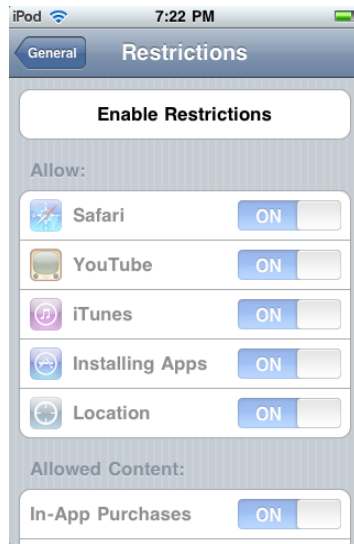 iPod 7:22 PM
General Restrictions
Enable Restrictions
Allow:
Safari ON
YouTube ON
iTunes ON
Installing Apps ON
Location ON
Allowed Content:
In-App Purchases ON